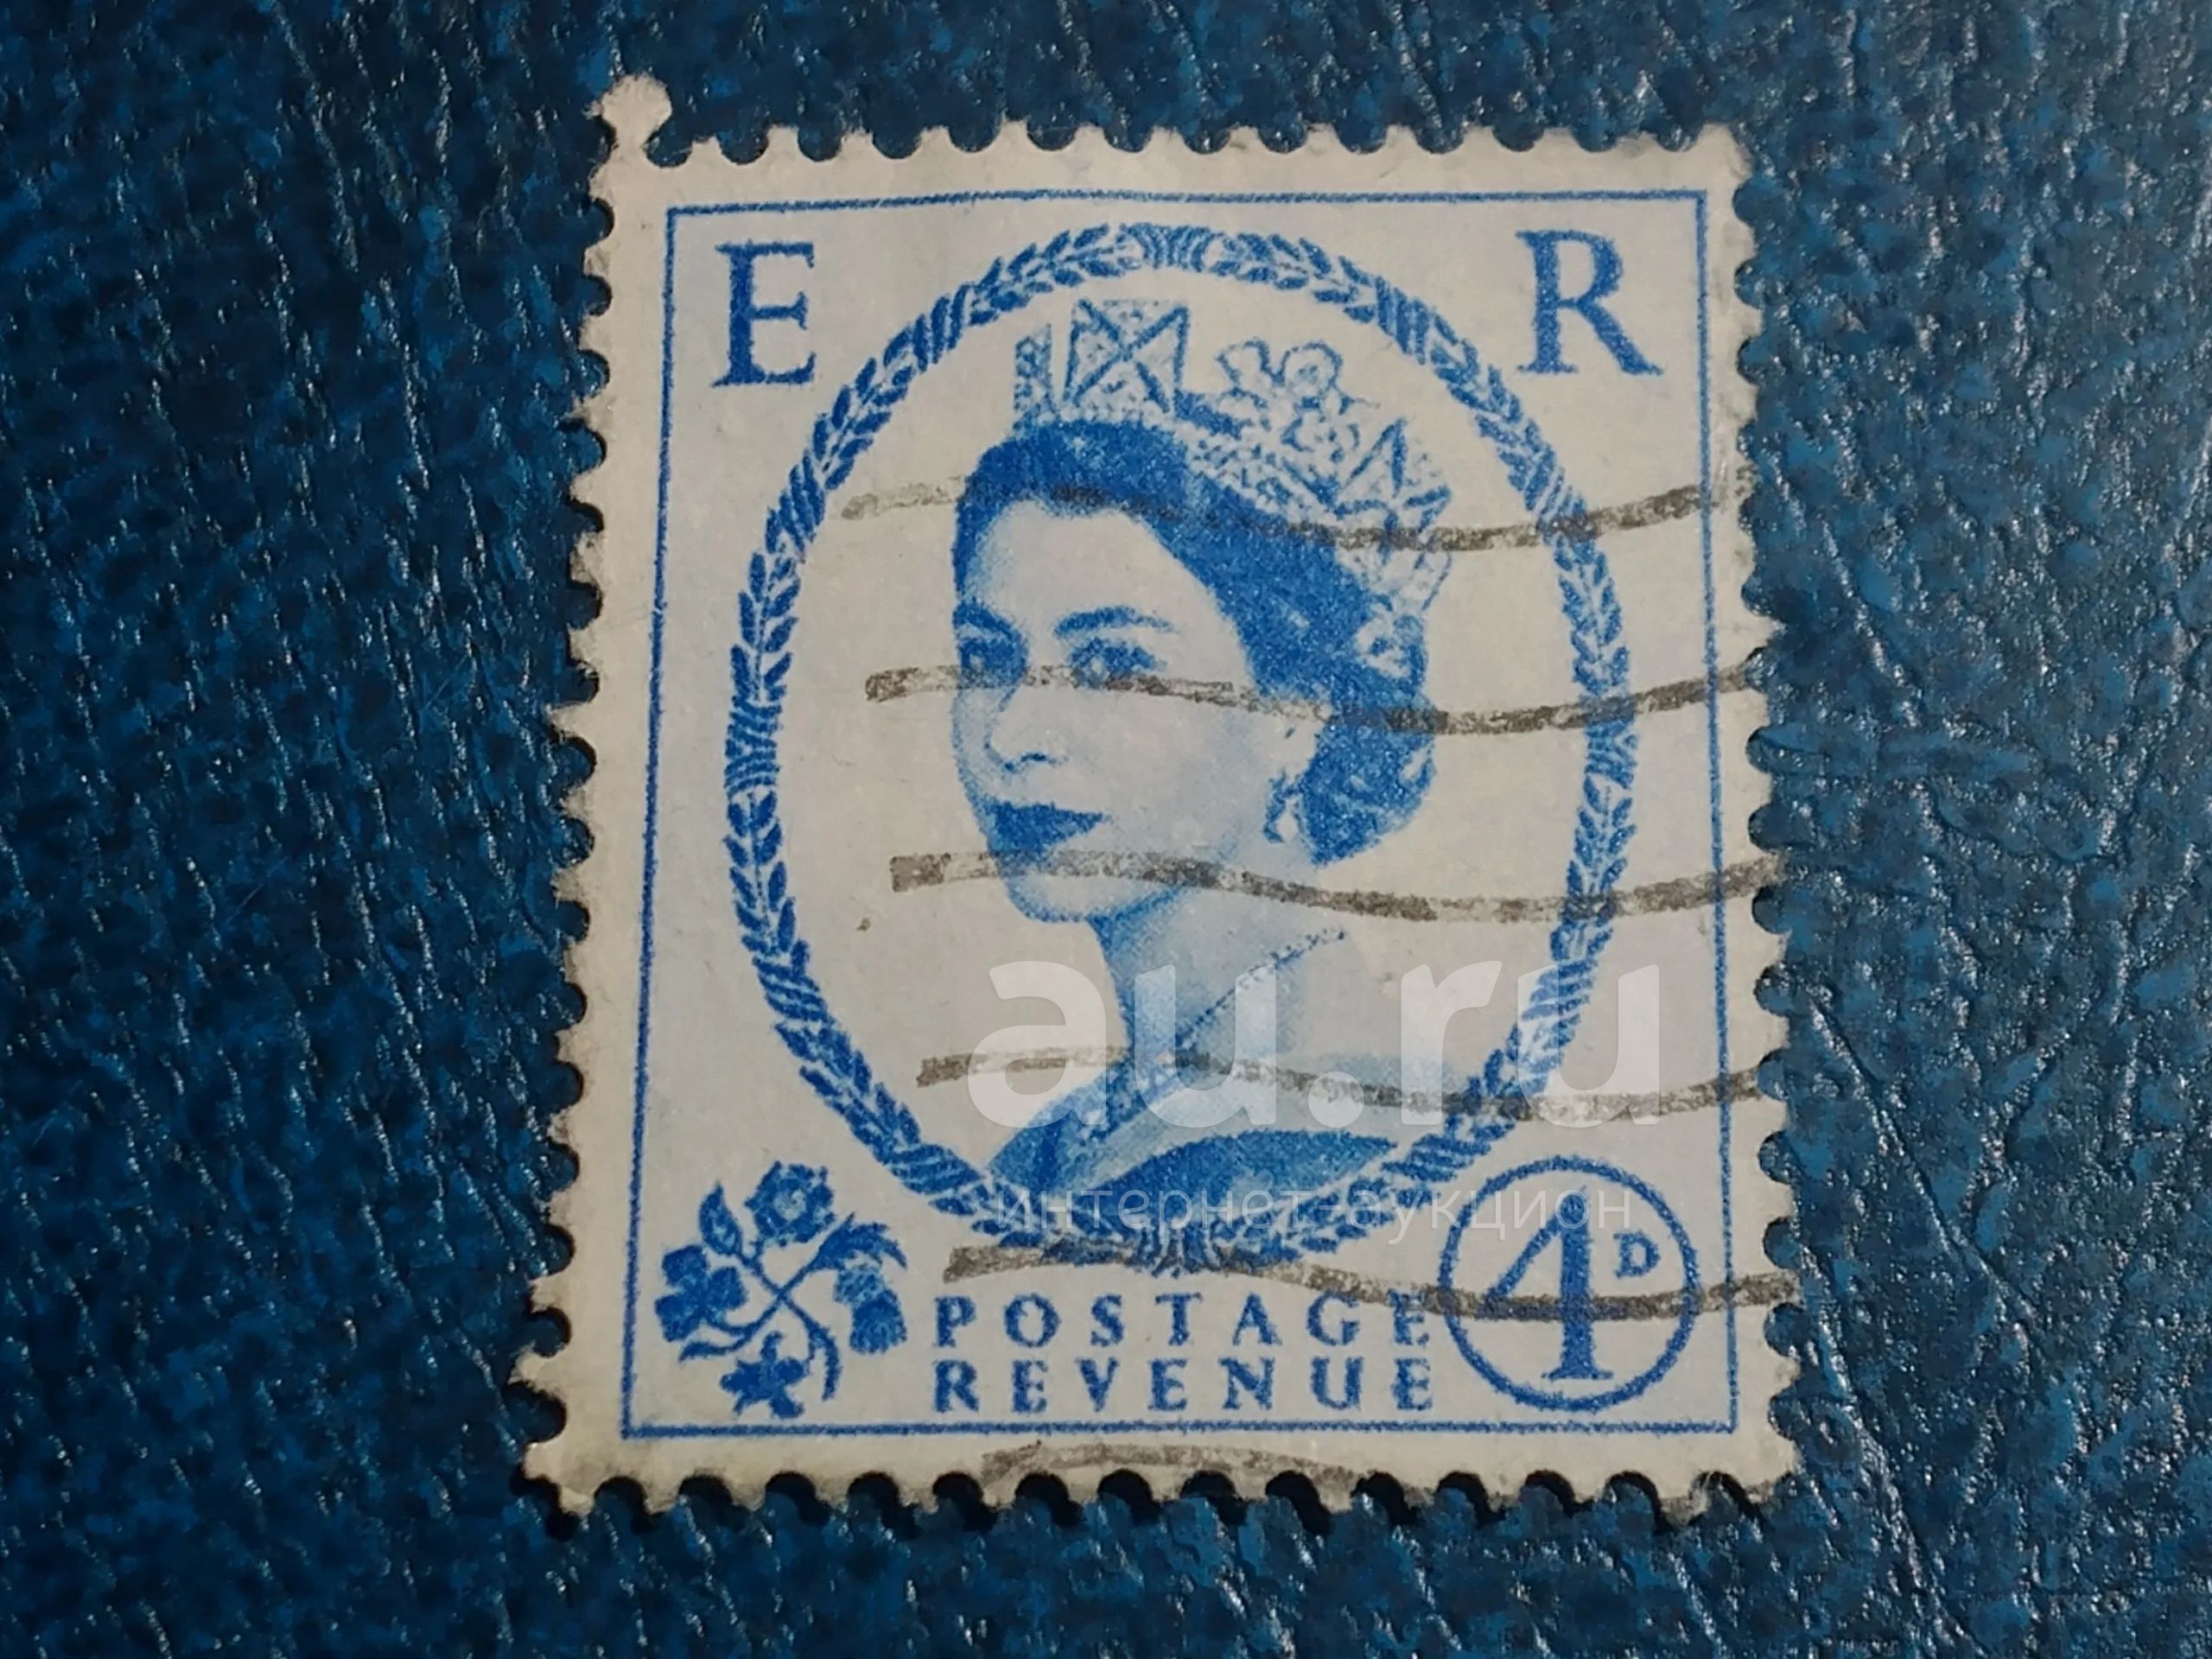 E R
au.ru
интернет-аукцион
4D
POSTAGE
REVENUE